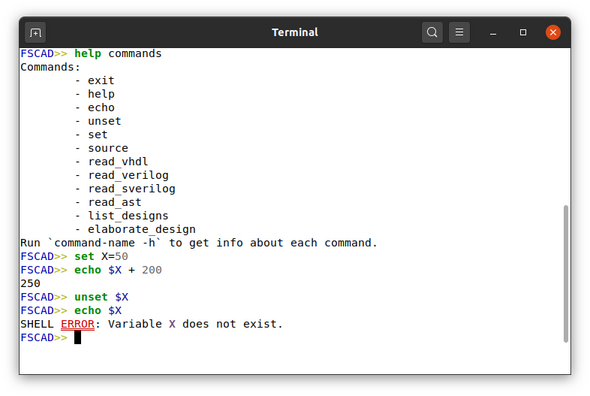 Terminal
FSCAD>> help commands
Commands:
- exit
- help
- echo
- unset
- set
- source
- read_vhdl
- read_verilog
- read_sverilog
- read_ast
- list_designs
- elaborate_design
Run `command-name -h` to get info about each command.
FSCAD>> set X=50
FSCAD>> echo $X + 200
250
FSCAD>> unset $X
FSCAD>> echo $X
SHELL ERROR: Variable X does not exist.
FSCAD>>